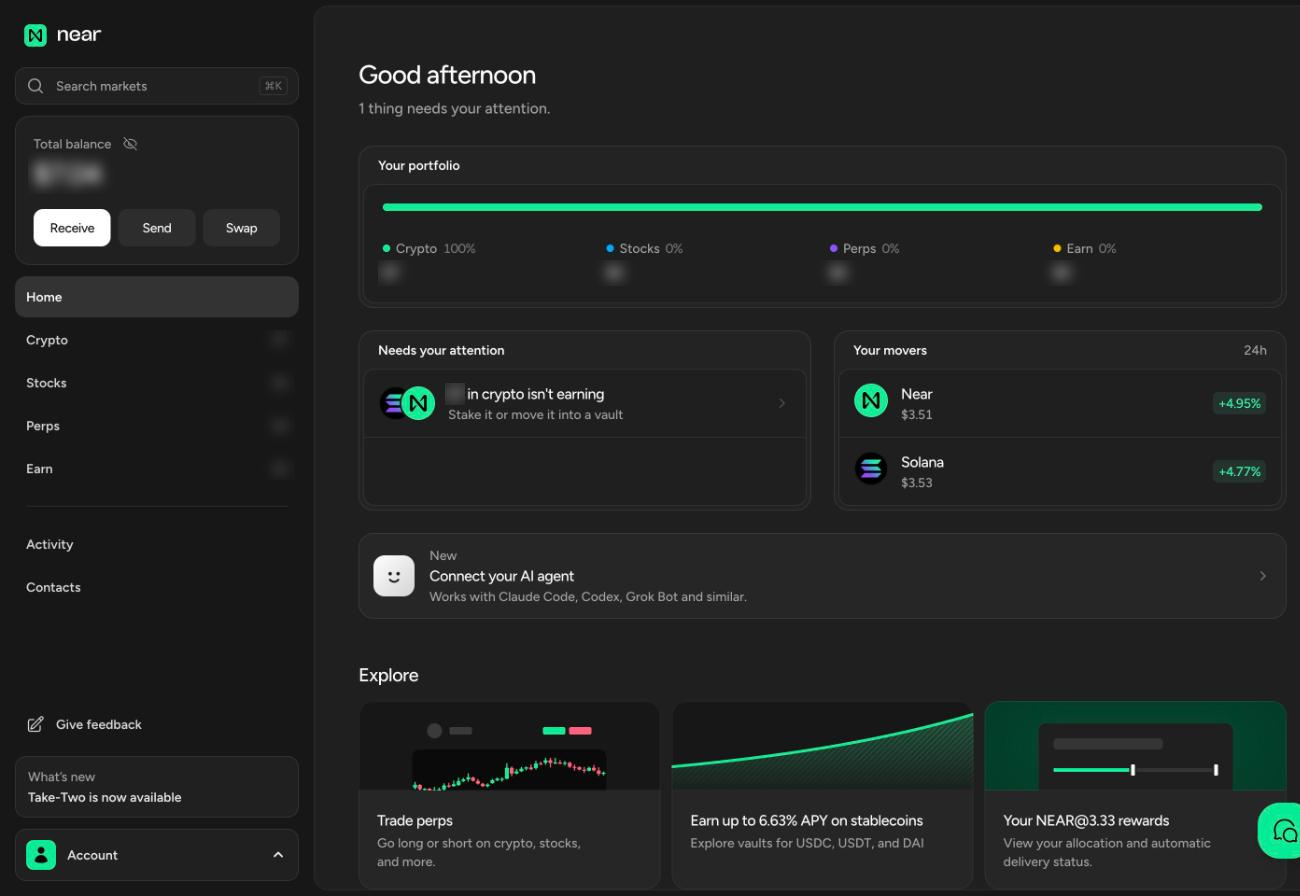 near
Search markets
⌘K
Total balance
Receive
Send
Swap
Home
Crypto
Stocks
Perps
Earn
Activity
Contacts
Give feedback
What's new
Take-Two is now available
Account
Good afternoon
1 thing needs your attention.
Your portfolio
Crypto 100%
Stocks 0%
Perps 0%
Earn 0%
Needs your attention
in crypto isn't earning
Stake it or move it into a vault
Your movers
24h
Near
$3.51
+4.95%
Solana
$3.53
+4.77%
New
Connect your AI agent
Works with Claude Code, Codex, Grok Bot and similar.
Explore
Trade perps
Go long or short on crypto, stocks,
and more.
Earn up to 6.63% APY on stablecoins
Explore vaults for USDC, USDT, and DAI
Your NEAR@3.33 rewards
View your allocation and automatic
delivery status.